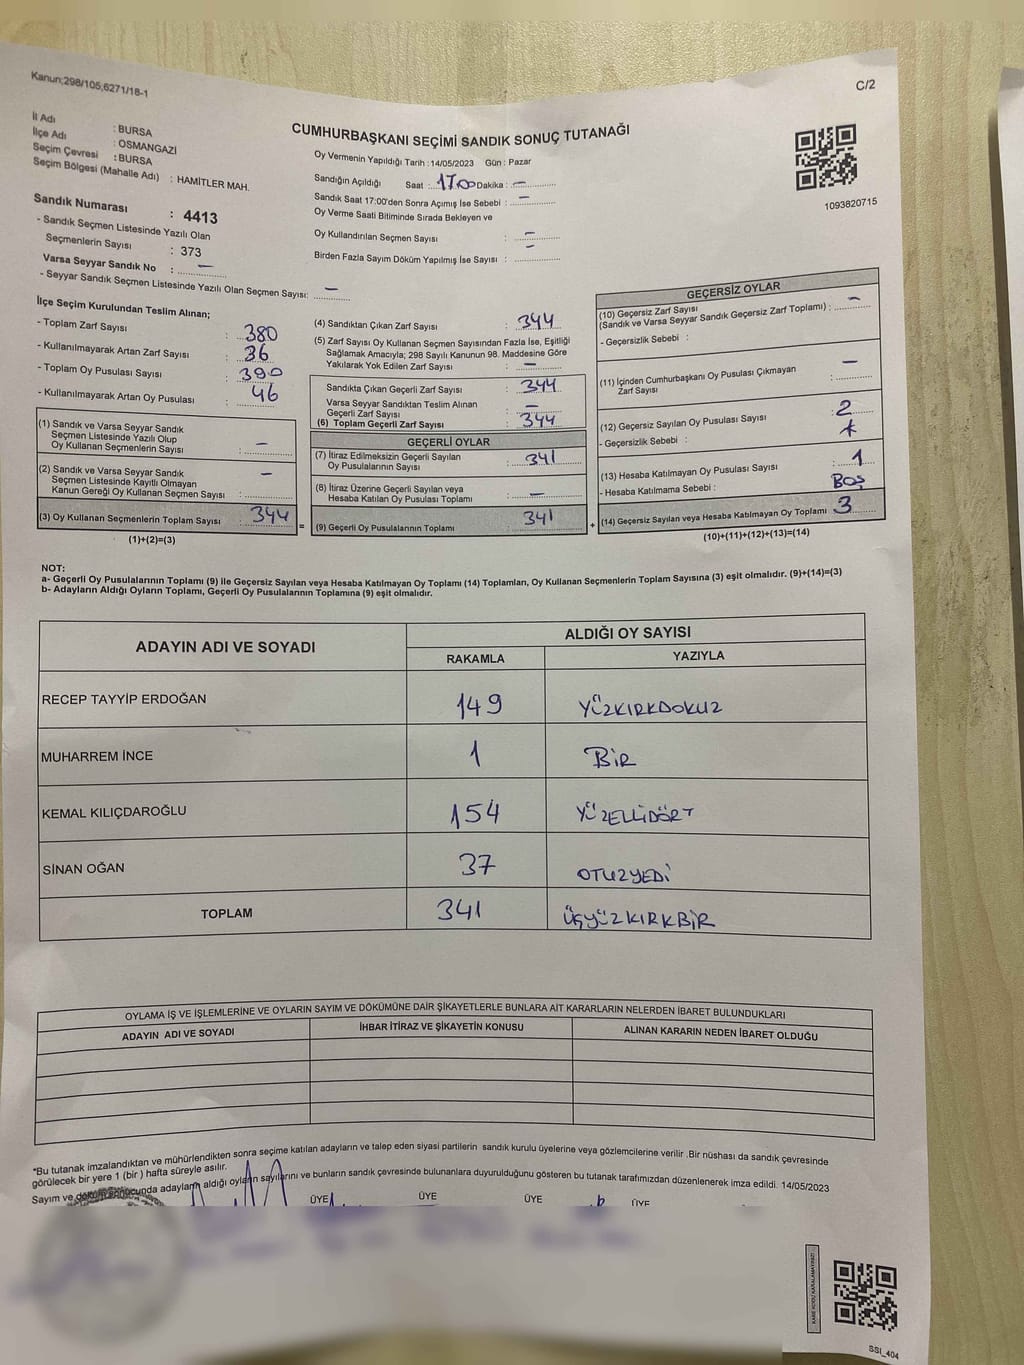 Kanun;298/105,6271/18-1
C/2
İl Adı : BURSA
İlçe Adı : OSMANGAZİ
Seçim Çevresi : BURSA
Seçim Bölgesi (Mahalle Adı) : HAMİTLER MAH.
Sandık Numarası : 4413
- Sandık Seçmen Listesinde Yazılı Olan
Seçmenlerin Sayısı : 373
Varsa Seyyar Sandık No : —
- Seyyar Sandık Seçmen Listesinde Yazılı Olan Seçmen Sayısı: —
CUMHURBAŞKANI SEÇİMİ SANDIK SONUÇ TUTANAĞI
Oy Vermenin Yapıldığı Tarih : 14/05/2023 Gün : Pazar
Sandığın Açıldığı Saat : 17.00 Dakika : —
Sandık Saat 17:00'den Sonra Açımış İse Sebebi : —
Oy Verme Saati Bitiminde Sırada Bekleyen ve
Oy Kullandırılan Seçmen Sayısı : —
Birden Fazla Sayım Döküm Yapılmış İse Sayısı : —
1093820715
İlçe Seçim Kurulundan Teslim Alınan;
- Toplam Zarf Sayısı : 380
- Kullanılmayarak Artan Zarf Sayısı : 36
- Toplam Oy Pusulası Sayısı : 390
- Kullanılmayarak Artan Oy Pusulası : 46
(1) Sandık ve Varsa Seyyar Sandık
Seçmen Listesinde Yazılı Olup
Oy Kullanan Seçmenlerin Sayısı : —
(2) Sandık ve Varsa Seyyar Sandık
Seçmen Listesinde Kayıtlı Olmayan
Kanun Gereği Oy Kullanan Seçmen Sayısı : —
(3) Oy Kullanan Seçmenlerin Toplam Sayısı : 344
(1)+(2)=(3)
(4) Sandıktan Çıkan Zarf Sayısı : 344
(5) Zarf Sayısı Oy Kullanan Seçmen Sayısından Fazla İse, Eşitliği
Sağlamak Amacıyla; 298 Sayılı Kanunun 98. Maddesine Göre
Yakılarak Yok Edilen Zarf Sayısı : —
Sandıkta Çıkan Geçerli Zarf Sayısı : 344
Varsa Seyyar Sandıktan Teslim Alınan
Geçerli Zarf Sayısı : —
(6) Toplam Geçerli Zarf Sayısı : 344
=
GEÇERLİ OYLAR
(7) İtiraz Edilmeksizin Geçerli Sayılan
Oy Pusulalarının Sayısı : 341
(8) İtiraz Üzerine Geçerli Sayılan veya
Hesaba Katılan Oy Pusulası Toplamı : —
(9) Geçerli Oy Pusulalarının Toplamı : 341
+
GEÇERSİZ OYLAR
(10) Geçersiz Zarf Sayısı
(Sandık ve Varsa Seyyar Sandık Geçersiz Zarf Toplamı) : —
- Geçersizlik Sebebi :
(11) İçinden Cumhurbaşkanı Oy Pusulası Çıkmayan
Zarf Sayısı : —
(12) Geçersiz Sayılan Oy Pusulası Sayısı : 2
- Geçersizlik Sebebi :
(13) Hesaba Katılmayan Oy Pusulası Sayısı : 1
- Hesaba Katılmama Sebebi : BOŞ
(14) Geçersiz Sayılan veya Hesaba Katılmayan Oy Toplamı 3
(10)+(11)+(12)+(13)=(14)
NOT:
a- Geçerli Oy Pusulalarının Toplamı (9) ile Geçersiz Sayılan veya Hesaba Katılmayan Oy Toplamı (14) Toplamları, Oy Kullanan Seçmenlerin Toplam Sayısına (3) eşit olmalıdır. (9)+(14)=(3)
b- Adayların Aldığı Oyların Toplamı, Geçerli Oy Pusulalarının Toplamına (9) eşit olmalıdır.
ADAYIN ADI VE SOYADI
ALDIĞI OY SAYISI
RAKAMLA YAZIYLA
RECEP TAYYİP ERDOĞAN 149 YÜZKIRKDOKUZ
MUHARREM İNCE 1 BİR
KEMAL KILIÇDAROĞLU 154 YÜZELLİDÖRT
SİNAN OĞAN 37 OTUZYEDİ
TOPLAM 341 ÜÇYÜZKIRKBİR
OYLAMA İŞ VE İŞLEMLERİNE VE OYLARIN SAYIM VE DÖKÜMÜNE DAİR ŞİKAYETLERLE BUNLARA AİT KARARLARIN NELERDEN İBARET BULUNDUKLARI
ADAYIN ADI VE SOYADI İHBAR İTİRAZ VE ŞİKAYETİN KONUSU ALINAN KARARIN NEDEN İBARET OLDUĞU
*Bu tutanak imzalandıktan ve mühürlendikten sonra seçime katılan adayların ve talep eden siyasi partilerin sandık kurulu üyelerine veya gözlemcilerine verilir .Bir nüshası da sandık çevresinde
görülecek bir yere 1 (bir ) hafta süreyle asılır.
Sayım ve döküm sonucunda adayların aldığı oyların sayılarını ve bunların sandık çevresinde bulunanlara duyurulduğunu gösteren bu tutanak tarafımızdan düzenlenerek imza edildi. 14/05/2023
ÜYE ÜYE ÜYE ÜYE
SSİ_404